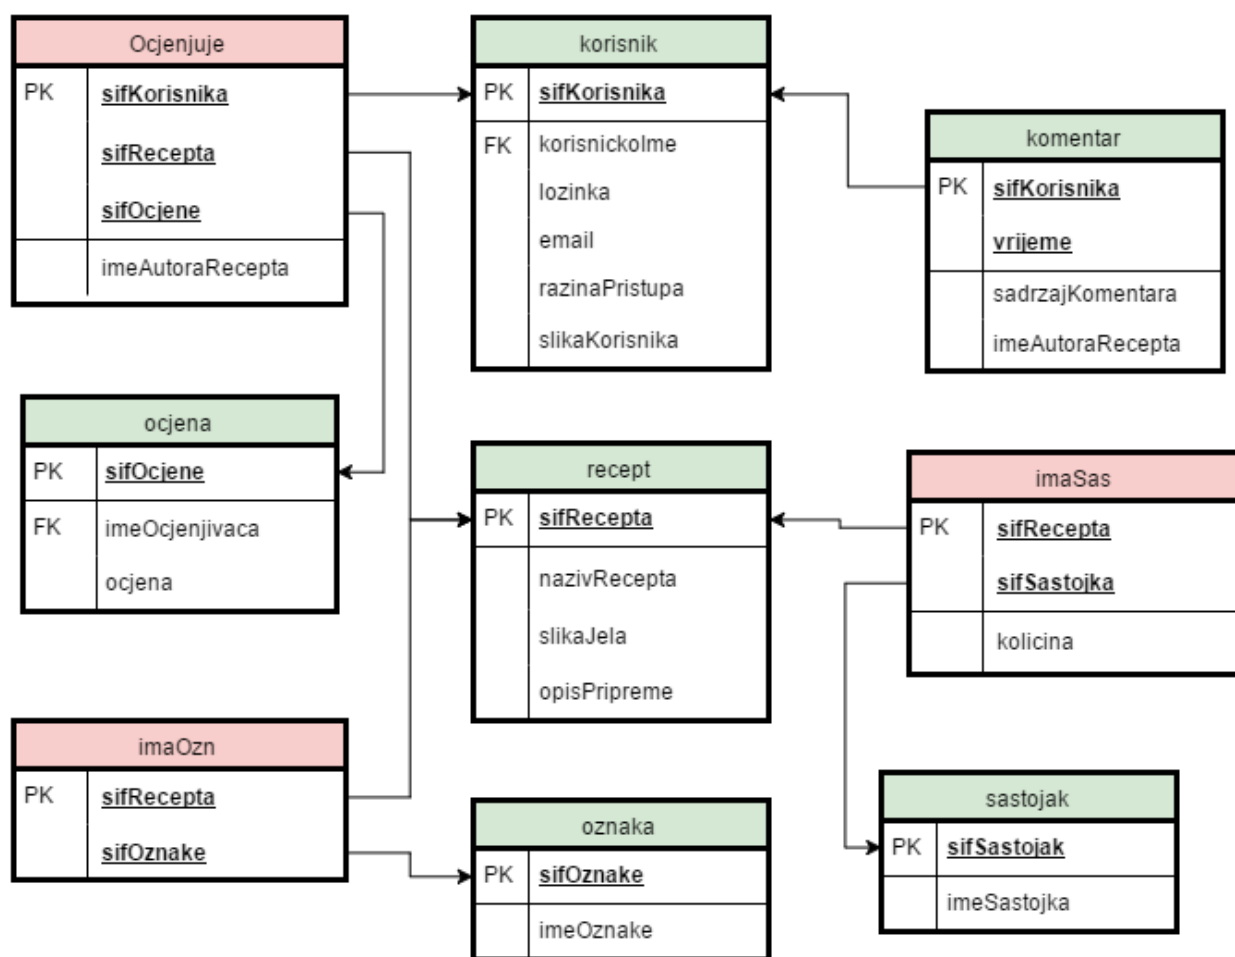 Ocjenjuje
PK sifKorisnika
sifRecepta
sifOcjene
imeAutoraRecepta
korisnik
PK sifKorisnika
FK korisnickoIme
lozinka
email
razinaPristupa
slikaKorisnika
komentar
PK sifKorisnika
vrijeme
sadrzajKomentara
imeAutoraRecepta
ocjena
PK sifOcjene
FK imeOcjenjivaca
ocjena
recept
PK sifRecepta
nazivRecepta
slikaJela
opisPripreme
imaSas
PK sifRecepta
sifSastojka
kolicina
imaOzn
PK sifRecepta
sifOznake
oznaka
PK sifOznake
imeOznake
sastojak
PK sifSastojak
imeSastojka